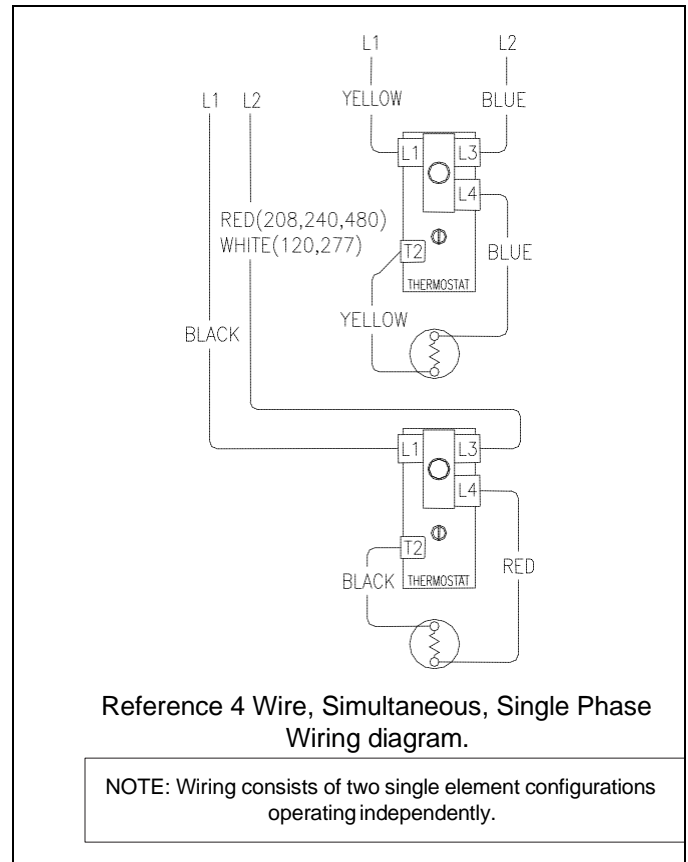 L1 L2
YELLOW BLUE
L1 L2
L1 L3
L4
RED(208,240,480)
WHITE(120,277)
T2 BLUE
THERMOSTAT
YELLOW
BLACK
L1 L3
L4
T2
RED
BLACK THERMOSTAT
Reference 4 Wire, Simultaneous, Single Phase
Wiring diagram.
NOTE: Wiring consists of two single element configurations
operating independently.